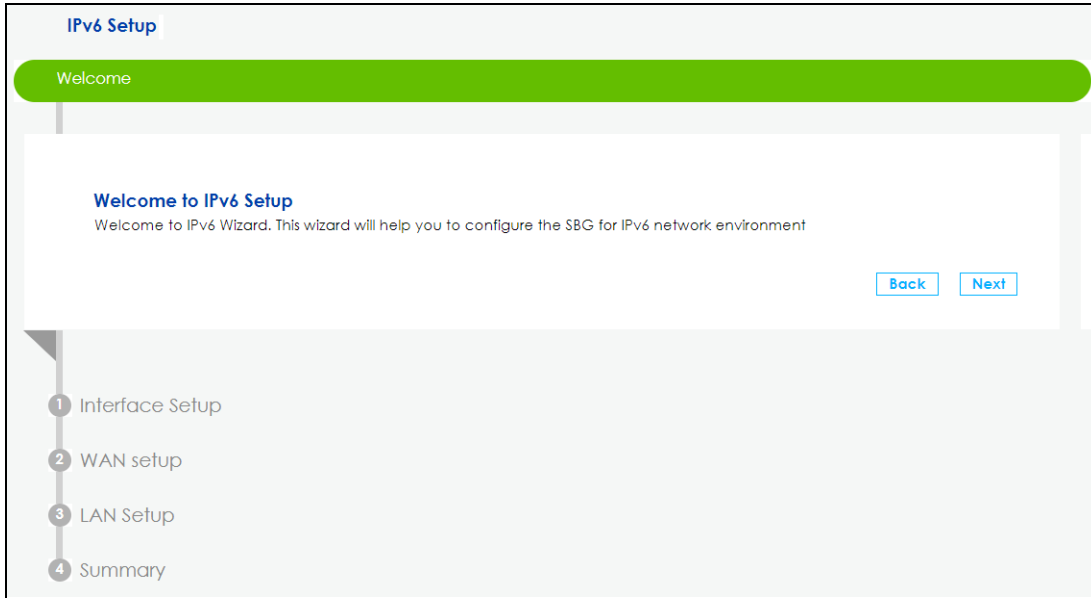 IPv6 Setup
Welcome
Welcome to IPv6 Setup
Welcome to IPv6 Wizard. This wizard will help you to configure the SBG for IPv6 network environment
Back Next
1 Interface Setup
2 WAN setup
3 LAN Setup
4 Summary